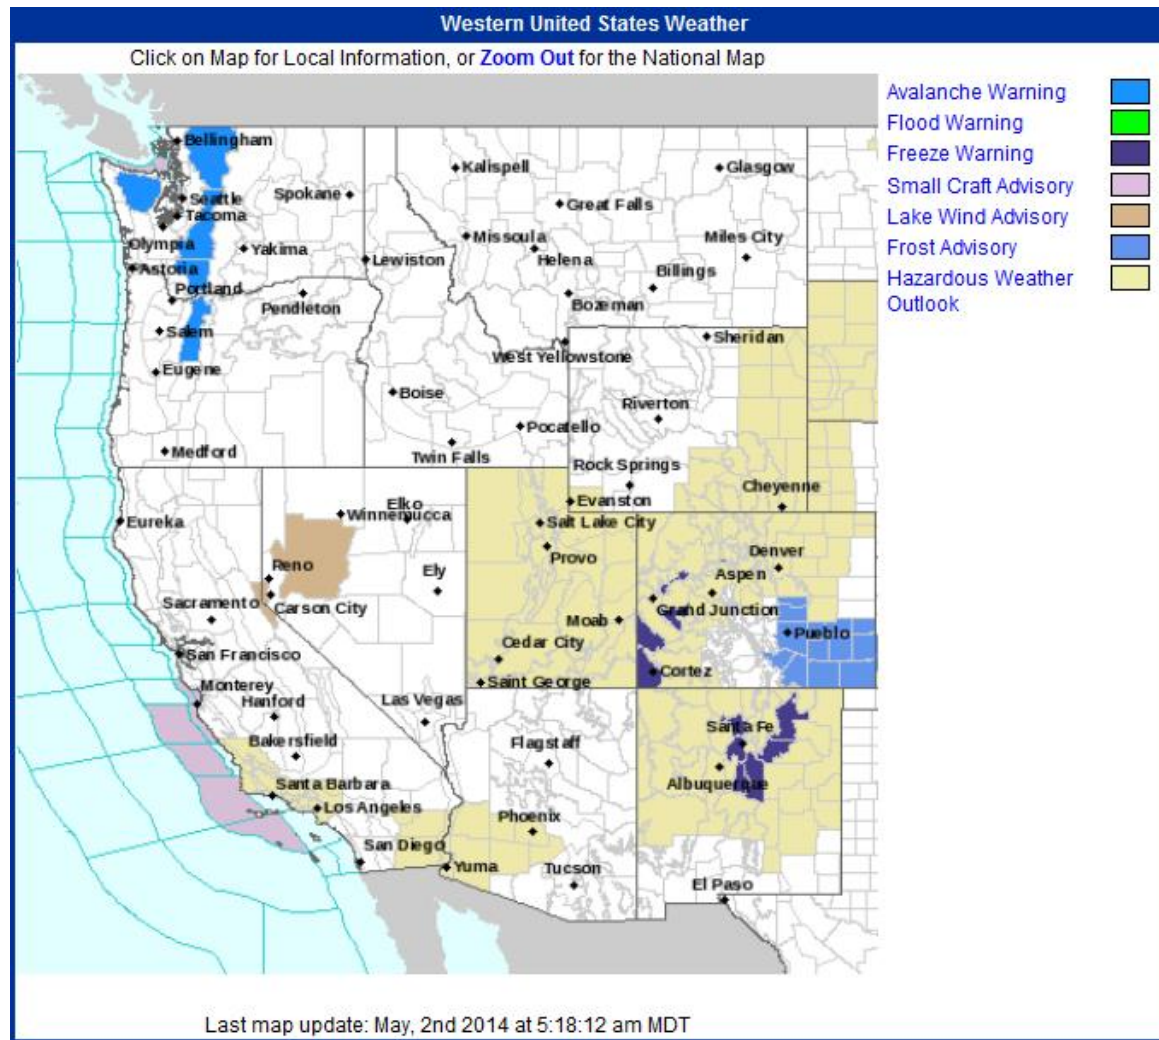 Western United States Weather
Click on Map for Local Information, or Zoom Out for the National Map
Avalanche Warning
Flood Warning
Freeze Warning
Small Craft Advisory
Lake Wind Advisory
Frost Advisory
Hazardous Weather
Outlook
Bellingham
Kalispell
Glasgow
Spokane
Seattle
Great Falls
Tacoma
Missoula
Miles City
Olympia
Yakima
Helena
Lewiston
Astoria
Billings
Portland
Pendleton
Bozeman
Salem
Sheridan
West Yellowstone
Eugene
Boise
Riverton
Pocatello
Medford
Twin Falls
Rock Springs
Cheyenne
Evanston
Elko
Winnemucca
Eureka
Salt Lake City
Provo
Denver
Reno
Ely
Aspen
Sacramento
Carson City
Grand Junction
Moab
Pueblo
Cedar City
San Francisco
Cortez
Saint George
Monterey
Hanford
Las Vegas
Santa Fe
Bakersfield
Flagstaff
Albuquerque
Santa Barbara
Los Angeles
Phoenix
San Diego
Yuma
Tucson
El Paso
Last map update: May, 2nd 2014 at 5:18:12 am MDT